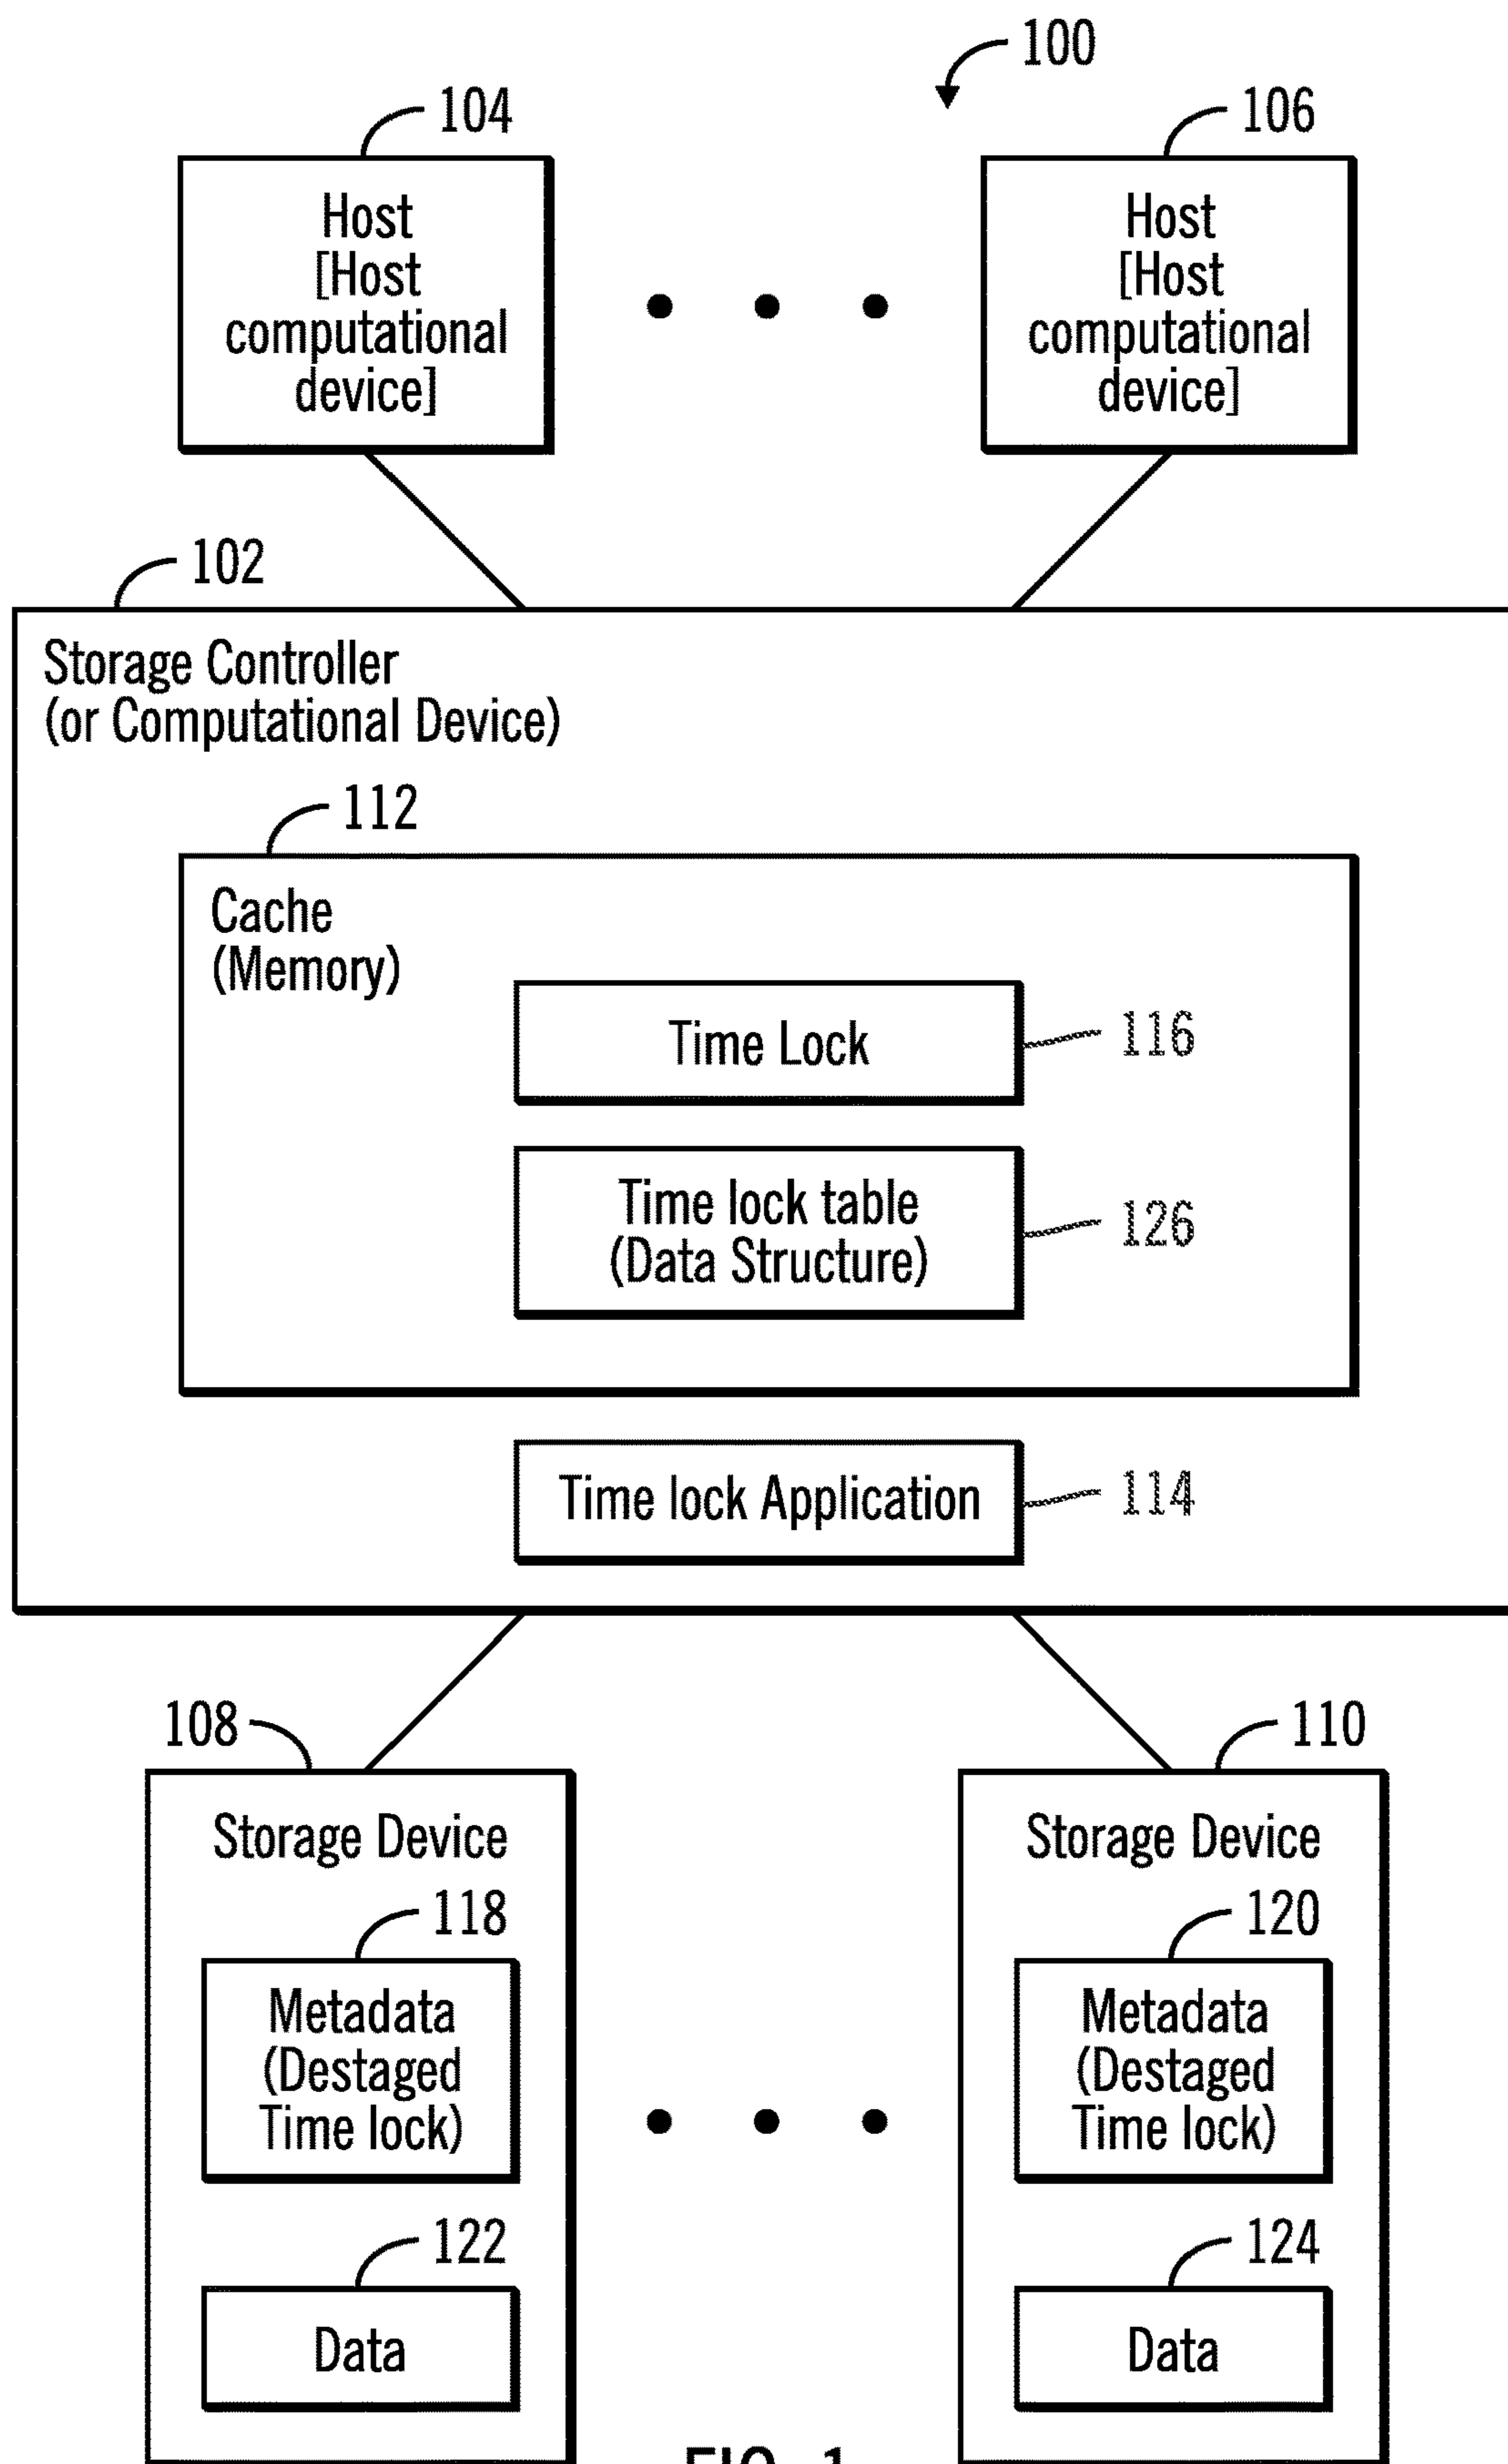 100
104
106
Host
[Host
computational
device]
Host
[Host
computational
device]
102
Storage Controller
(or Computational Device)
112
Cache
(Memory)
Time Lock
116
Time lock table
(Data Structure)
126
Time lock Application
114
108
110
Storage Device
Storage Device
118
120
Metadata
(Destaged
Time lock)
Metadata
(Destaged
Time lock)
122
124
Data
Data
FIG. 1